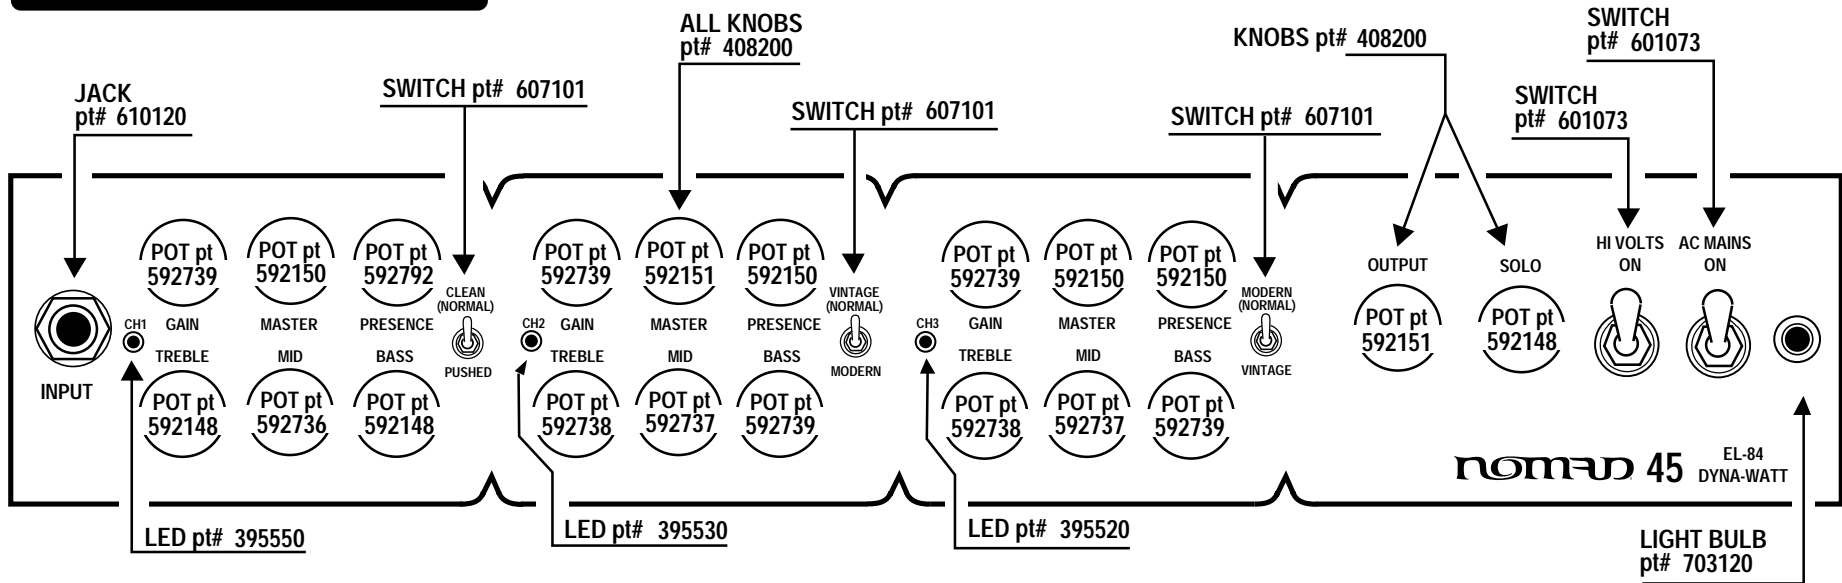 ALL KNOBS
pt# 408200
KNOBS pt# 408200
SWITCH
pt# 601073
JACK
pt# 610120
SWITCH pt# 607101
SWITCH pt# 607101
SWITCH pt# 607101
SWITCH
pt# 601073
POT pt
592739
POT pt
592150
POT pt
592792
CLEAN
(NORMAL)
CH1
GAIN
MASTER
PRESENCE
TREBLE
MID
BASS
PUSHED
INPUT
POT pt
592148
POT pt
592736
POT pt
592148
POT pt
592739
POT pt
592151
POT pt
592150
VINTAGE
(NORMAL)
CH2
GAIN
MASTER
PRESENCE
TREBLE
MID
BASS
MODERN
POT pt
592738
POT pt
592737
POT pt
592739
POT pt
592739
POT pt
592150
POT pt
592150
MODERN
(NORMAL)
CH3
GAIN
MASTER
PRESENCE
TREBLE
MID
BASS
VINTAGE
POT pt
592738
POT pt
592737
POT pt
592739
OUTPUT
POT pt
592151
SOLO
POT pt
592148
HI VOLTS
ON
AC MAINS
ON
NOMAD 45
EL-84
DYNA-WATT
LED pt# 395550
LED pt# 395530
LED pt# 395520
LIGHT BULB
pt# 703120